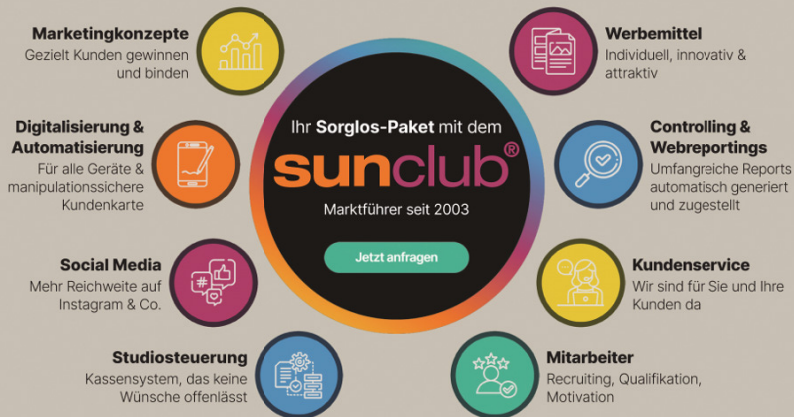 Marketingkonzepte
Gezielt Kunden gewinnen
und binden
Digitalisierung &
Automatisierung
Für alle Geräte &
manipulationssichere
Kundenkarte
Social Media
Mehr Reichweite auf
Instagram & Co.
Studiosteuerung
Kassensystem, das keine
Wünsche offenlässt
Ihr Sorglos-Paket mit dem
sunclub®
Marktführer seit 2003
Jetzt anfragen
Werbemittel
Individuell, innovativ &
attraktiv
Controlling &
Webreportings
Umfangreiche Reports
automatisch generiert
und zugestellt
Kundenservice
Wir sind für Sie und Ihre
Kunden da
Mitarbeiter
Recruiting, Qualifikation,
Motivation